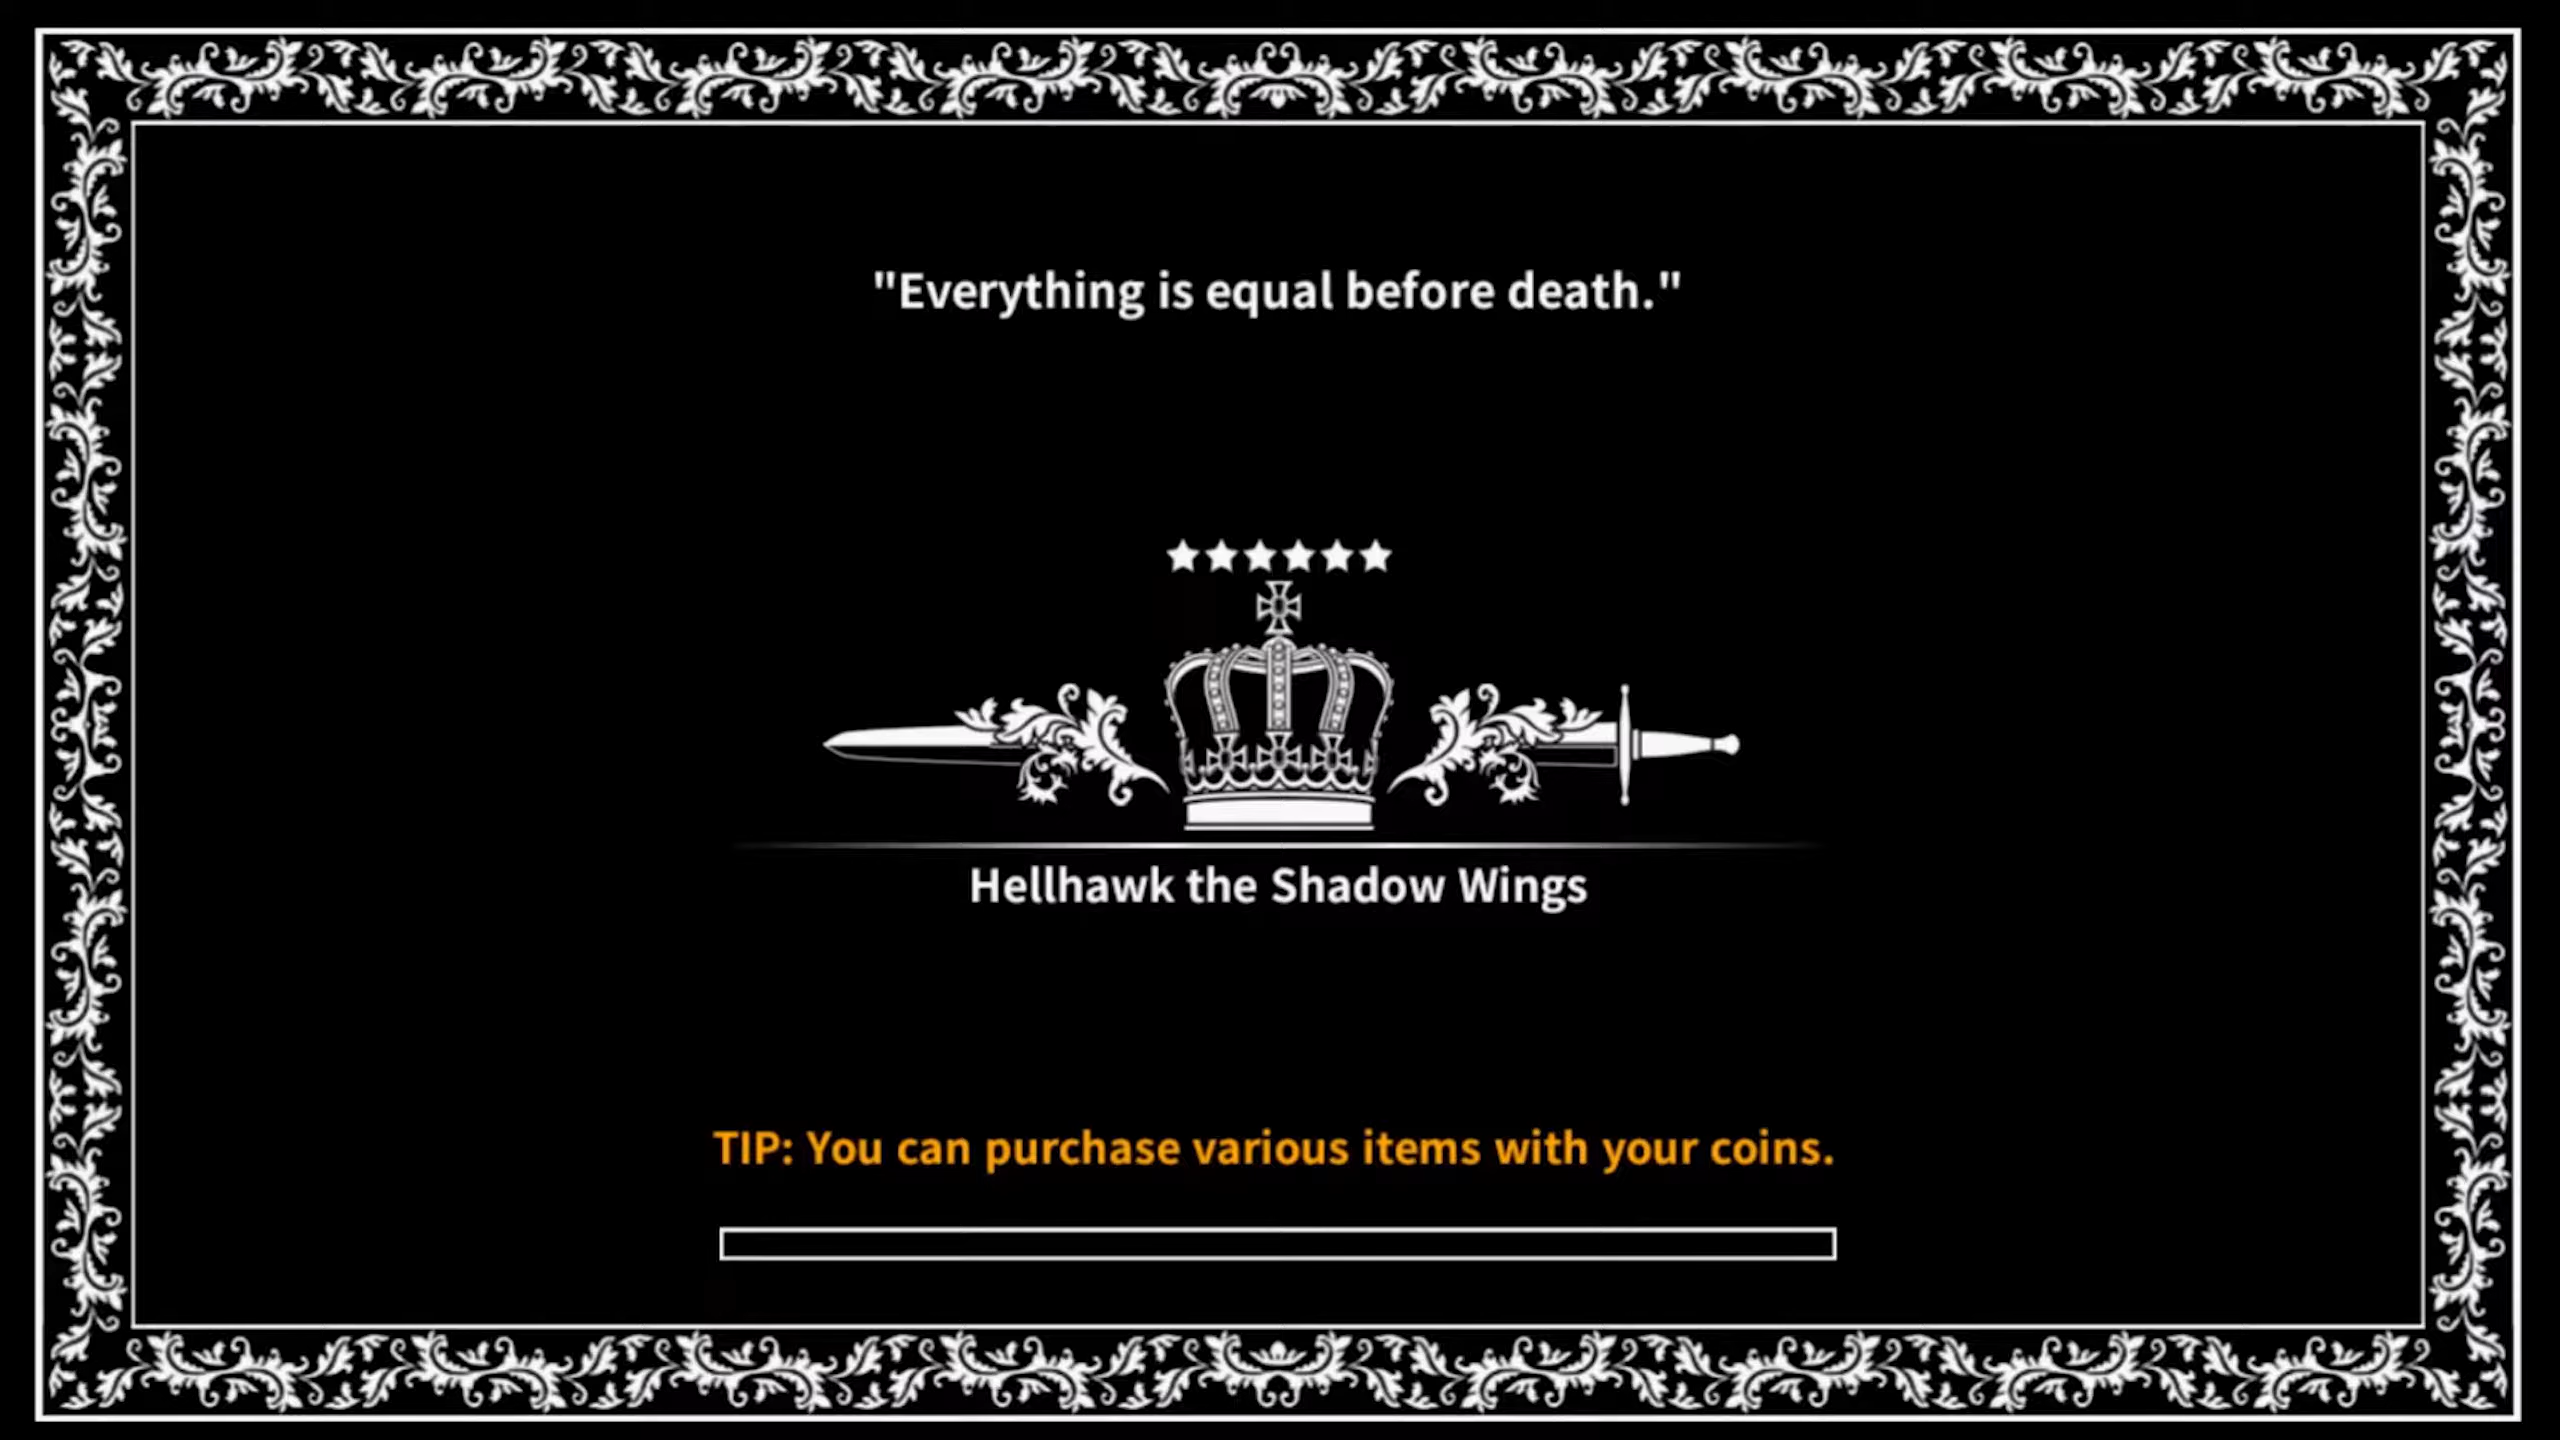 "Everything is equal before death."
Hellhawk the Shadow Wings
TIP: You can purchase various items with your coins.